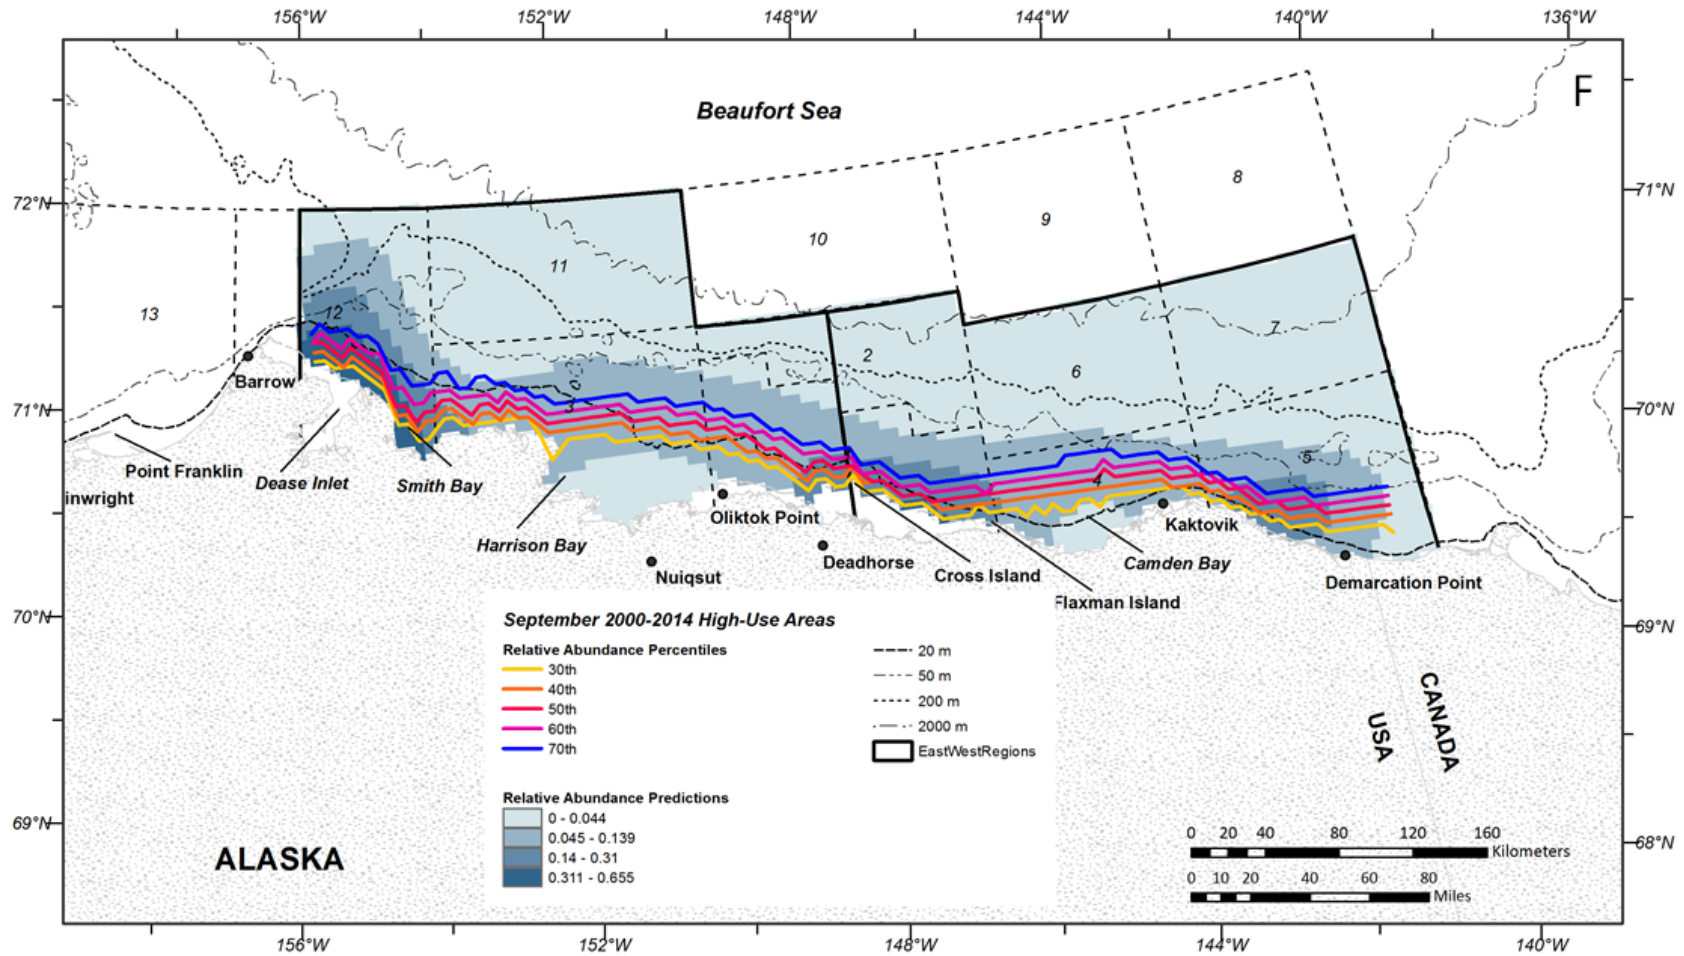 156°W 152°W 148°W 144°W 140°W 136°W
F
Beaufort Sea
8
72°N 71°N
9
10
11
13 12
7
2
6
Barrow
71°N 70°N
3
5
Point Franklin
4
Dease Inlet
Smith Bay
inwright
Oliktok Point
Kaktovik
Harrison Bay
Deadhorse
Camden Bay
Cross Island
Nuiqsut
Demarcation Point
Flaxman Island
70°N 69°N
September 2000-2014 High-Use Areas
Relative Abundance Percentiles
30th
40th
50th
60th
70th
20 m
50 m
200 m
2000 m
EastWestRegions
CANADA
USA
Relative Abundance Predictions
0 - 0.044
0.045 - 0.139
0.14 - 0.31
0.311 - 0.655
69°N 68°N
ALASKA
0 20 40 80 120 160
Kilometers
0 10 20 40 60 80
Miles
156°W 152°W 148°W 144°W 140°W